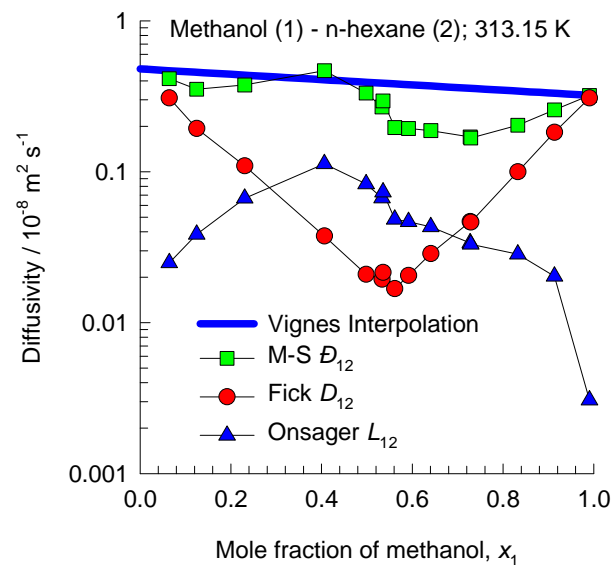 Methanol (1) - n-hexane (2); 313.15 K
Diffusivity / 10⁻⁸ m² s⁻¹
1
0.1
0.01
0.001
Vignes Interpolation
M-S Đ₁₂
Fick D₁₂
Onsager L₁₂
0.0 0.2 0.4 0.6 0.8 1.0
Mole fraction of methanol, x₁